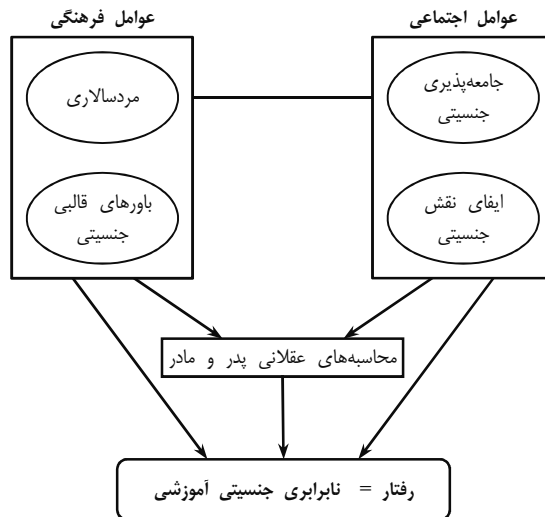 عوامل اجتماعی
عوامل فرهنگی
جامعه‌پذیری
جنسیتی
مردسالاری
ایفای نقش
جنسیتی
باورهای قالبی
جنسیتی
محاسبه‌های عقلانی پدر و مادر
رفتار = نابرابری جنسیتی آموزشی